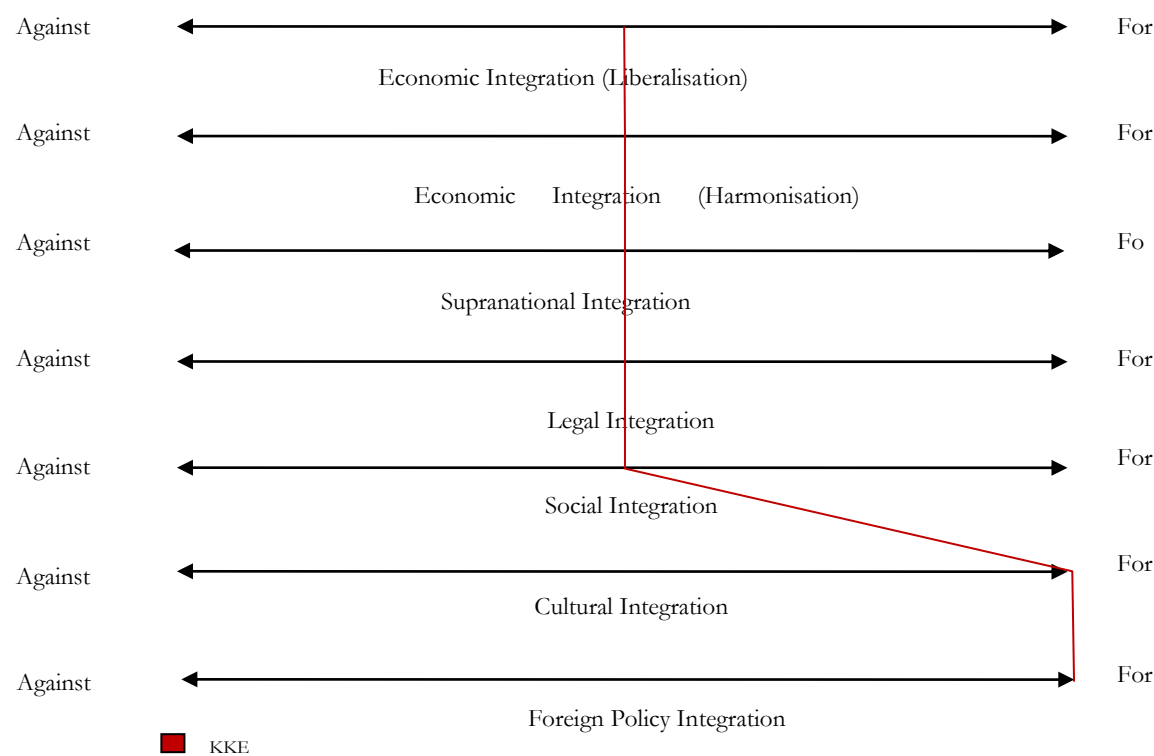 Against For
Economic Integration (Liberalisation)
Against For
Economic Integration (Harmonisation)
Against Fo
Supranational Integration
Against For
Legal Integration
Against For
Social Integration
Against For
Cultural Integration
Against For
Foreign Policy Integration
KKE